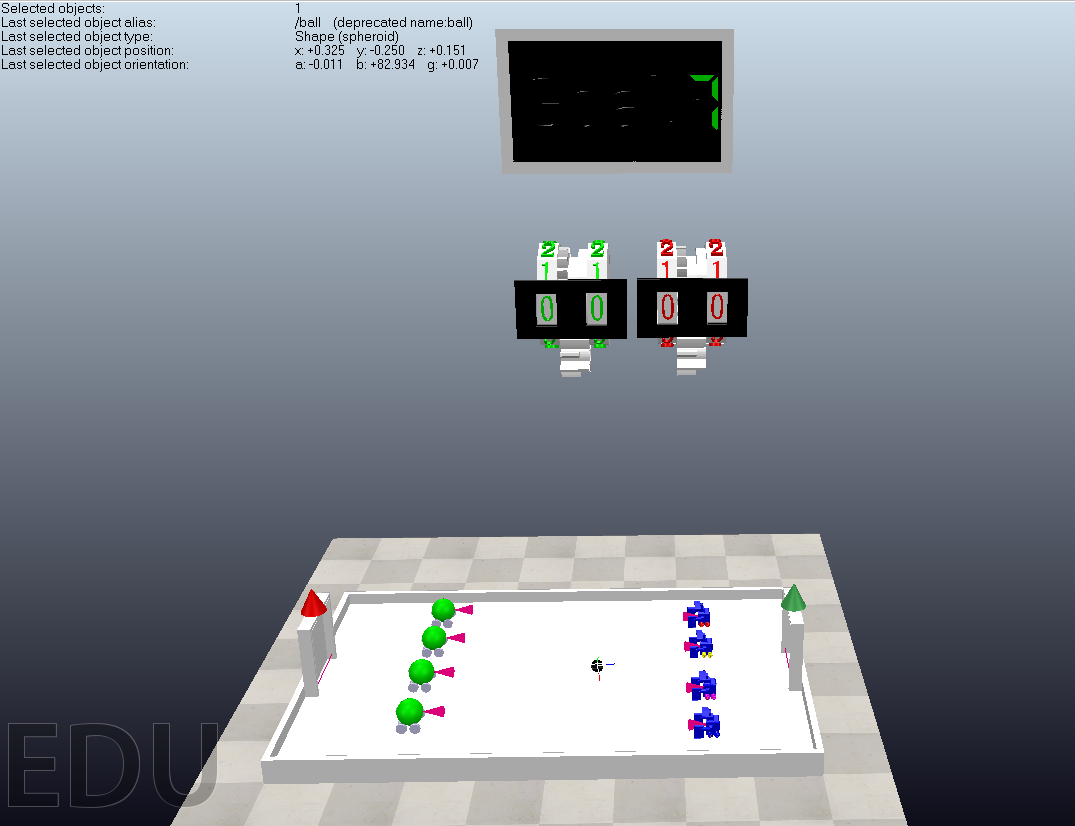 Selected objects: 1
Last selected object alias: /ball (deprecated name:ball)
Last selected object type: Shape (spheroid)
Last selected object position: x: +0.325 y: -0.250 z: +0.151
Last selected object orientation: a: -0.011 b: +82.934 g: +0.007
2 2 2 2
1 1 1 1
0 0 0 0
EDU